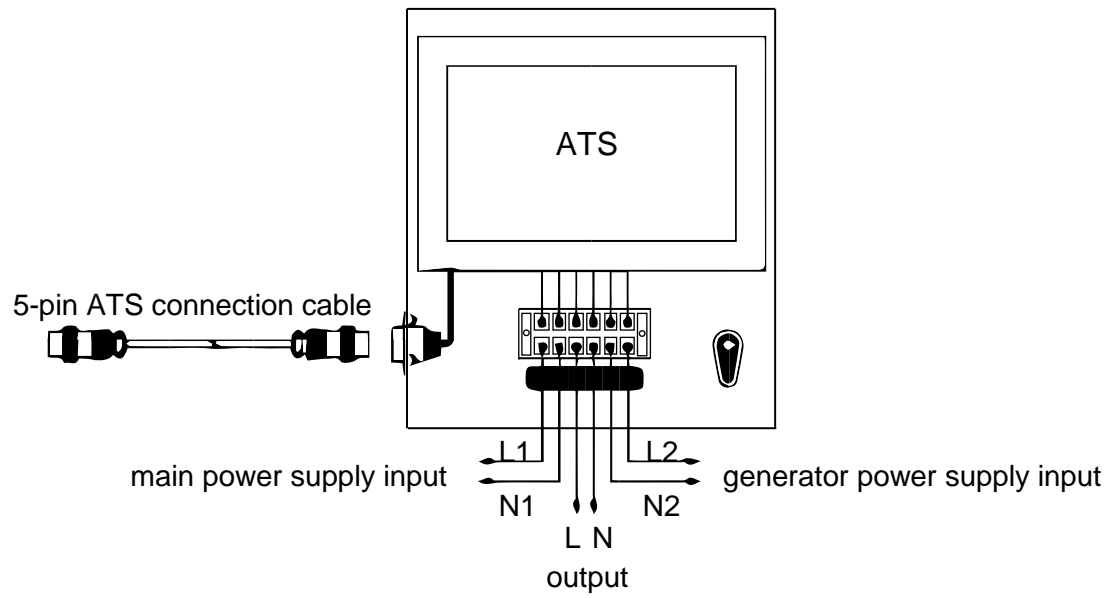 ATS
5-pin ATS connection cable
L1
L2
main power supply input
generator power supply input
N1
N2
L N
output